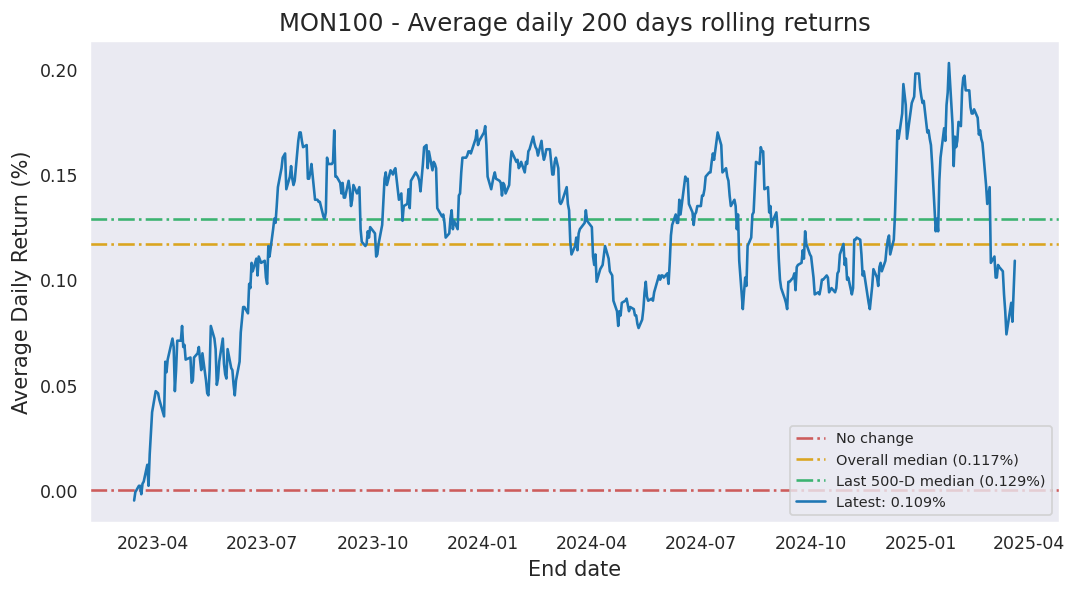 MON100 - Average daily 200 days rolling returns
Average Daily Return (%)
0.20
0.15
0.10
0.05
0.00
No change
Overall median (0.117%)
Last 500-D median (0.129%)
Latest: 0.109%
2023-04 2023-07 2023-10 2024-01 2024-04 2024-07 2024-10 2025-01 2025-04
End date